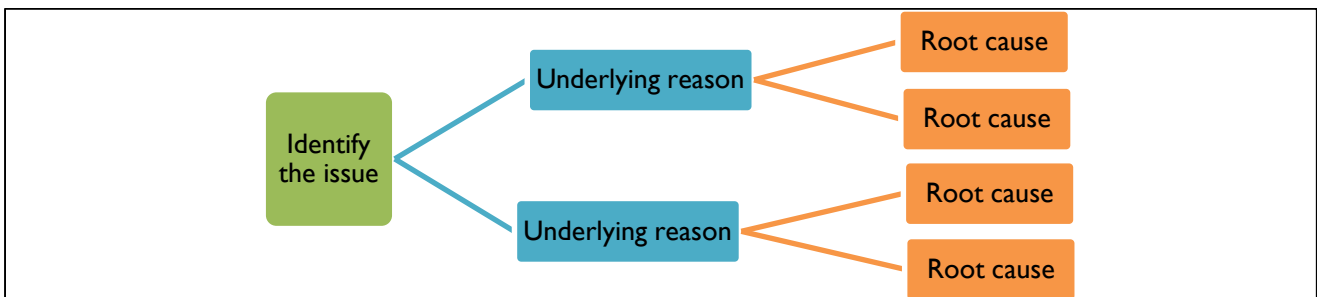 Identify
the issue
Underlying reason
Root cause
Root cause
Underlying reason
Root cause
Root cause